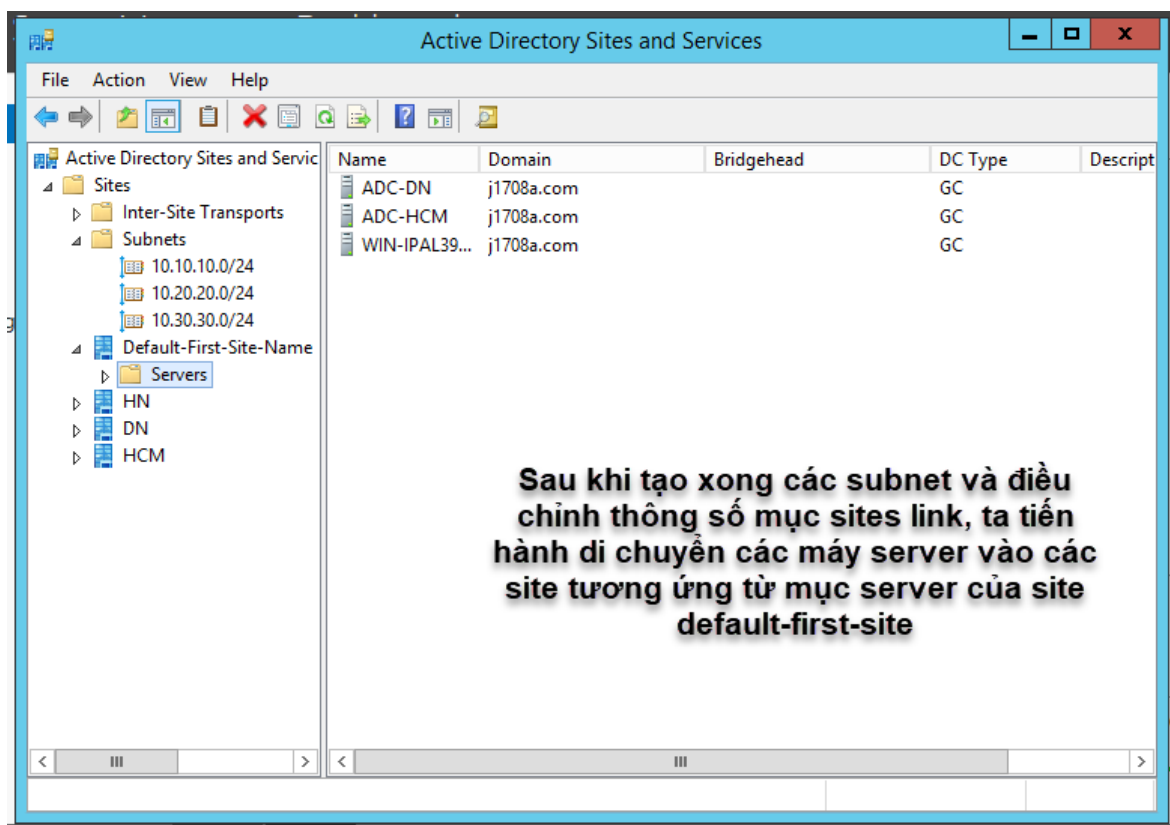 Active Directory Sites and Services
File Action View Help
Active Directory Sites and Servic
Sites
Inter-Site Transports
Subnets
10.10.10.0/24
10.20.20.0/24
10.30.30.0/24
Default-First-Site-Name
Servers
HN
DN
HCM
Name Domain Bridgehead DC Type Descript
ADC-DN j1708a.com GC
ADC-HCM j1708a.com GC
WIN-IPAL39... j1708a.com GC
Sau khi tạo xong các subnet và điều
chỉnh thông số mục sites link, ta tiến
hành di chuyển các máy server vào các
site tương ứng từ mục server của site
default-first-site